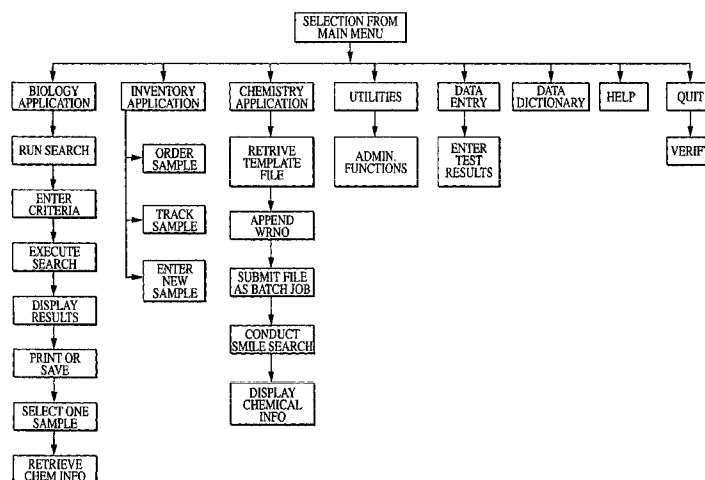 SELECTION FROM
MAIN MENU
BIOLOGY
APPLICATION
INVENTORY
APPLICATION
CHEMISTRY
APPLICATION
UTILITIES
DATA
ENTRY
DATA
DICTIONARY
HELP
QUIT
RUN SEARCH
ENTER
CRITERIA
EXECUTE
SEARCH
DISPLAY
RESULTS
PRINT OR
SAVE
SELECT ONE
SAMPLE
RETRIEVE
CHEM INFO
ORDER
SAMPLE
TRACK
SAMPLE
ENTER
NEW
SAMPLE
RETRIVE
TEMPLATE
FILE
APPEND
WRNO
SUBMIT FILE
AS BATCH JOB
CONDUCT
SMILE SEARCH
DISPLAY
CHEMICAL
INFO
ADMIN.
FUNCTIONS
ENTER
TEST
RESULTS
VERIFY